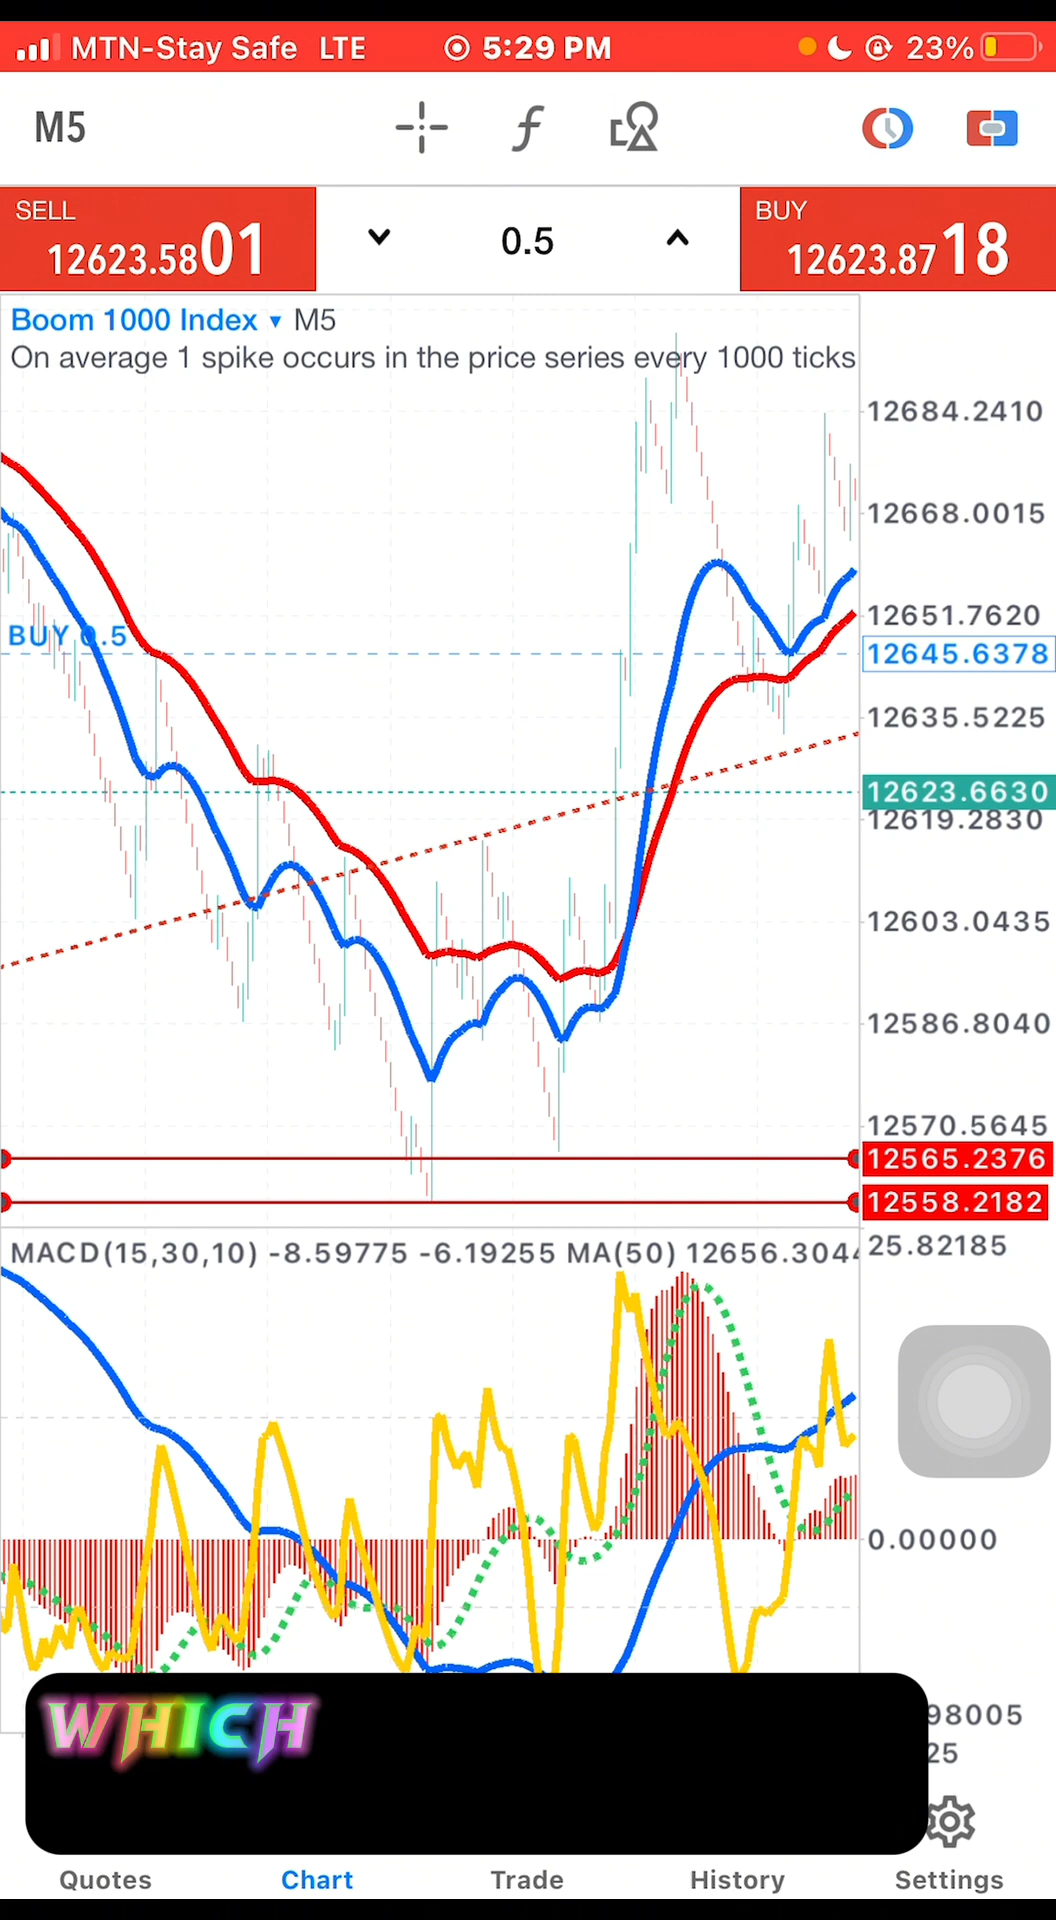 MTN-Stay Safe LTE 5:29 PM 23%
M5
SELL 12623.5801
0.5
BUY 12623.8718
Boom 1000 Index ▾ M5
On average 1 spike occurs in the price series every 1000 ticks
12684.2410
12668.0015
12651.7620
BUY 0.5
12645.6378
12635.5225
12623.6630
12619.2830
12603.0435
12586.8040
12570.5645
12565.2376
12558.2182
MACD(15,30,10) -8.59775 -6.19255 MA(50) 12656.304
25.82185
0.00000
WHICH
98005
25
Quotes Chart Trade History Settings